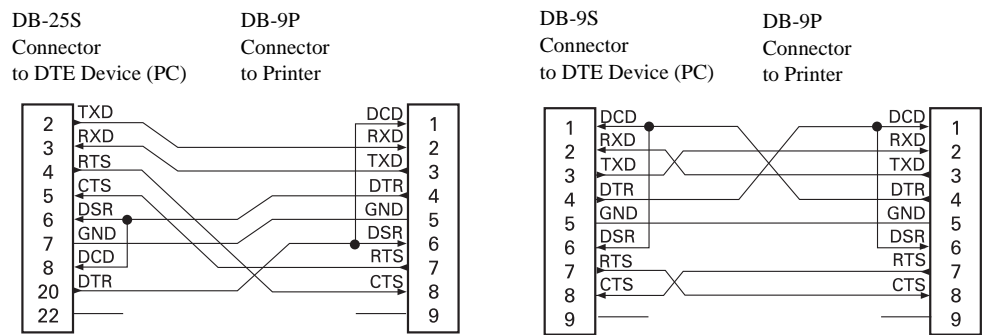 DB-25S
Connector
to DTE Device (PC)
DB-9P
Connector
to Printer
2 TXD
3 RXD
4 RTS
5 CTS
6 DSR
7 GND
8 DCD
20 DTR
22
DCD 1
RXD 2
TXD 3
DTR 4
GND 5
DSR 6
RTS 7
CTS 8
9
DB-9S
Connector
to DTE Device (PC)
DB-9P
Connector
to Printer
1 DCD
2 RXD
3 TXD
4 DTR
5 GND
6 DSR
7 RTS
8 CTS
9
DCD 1
RXD 2
TXD 3
DTR 4
GND 5
DSR 6
RTS 7
CTS 8
9